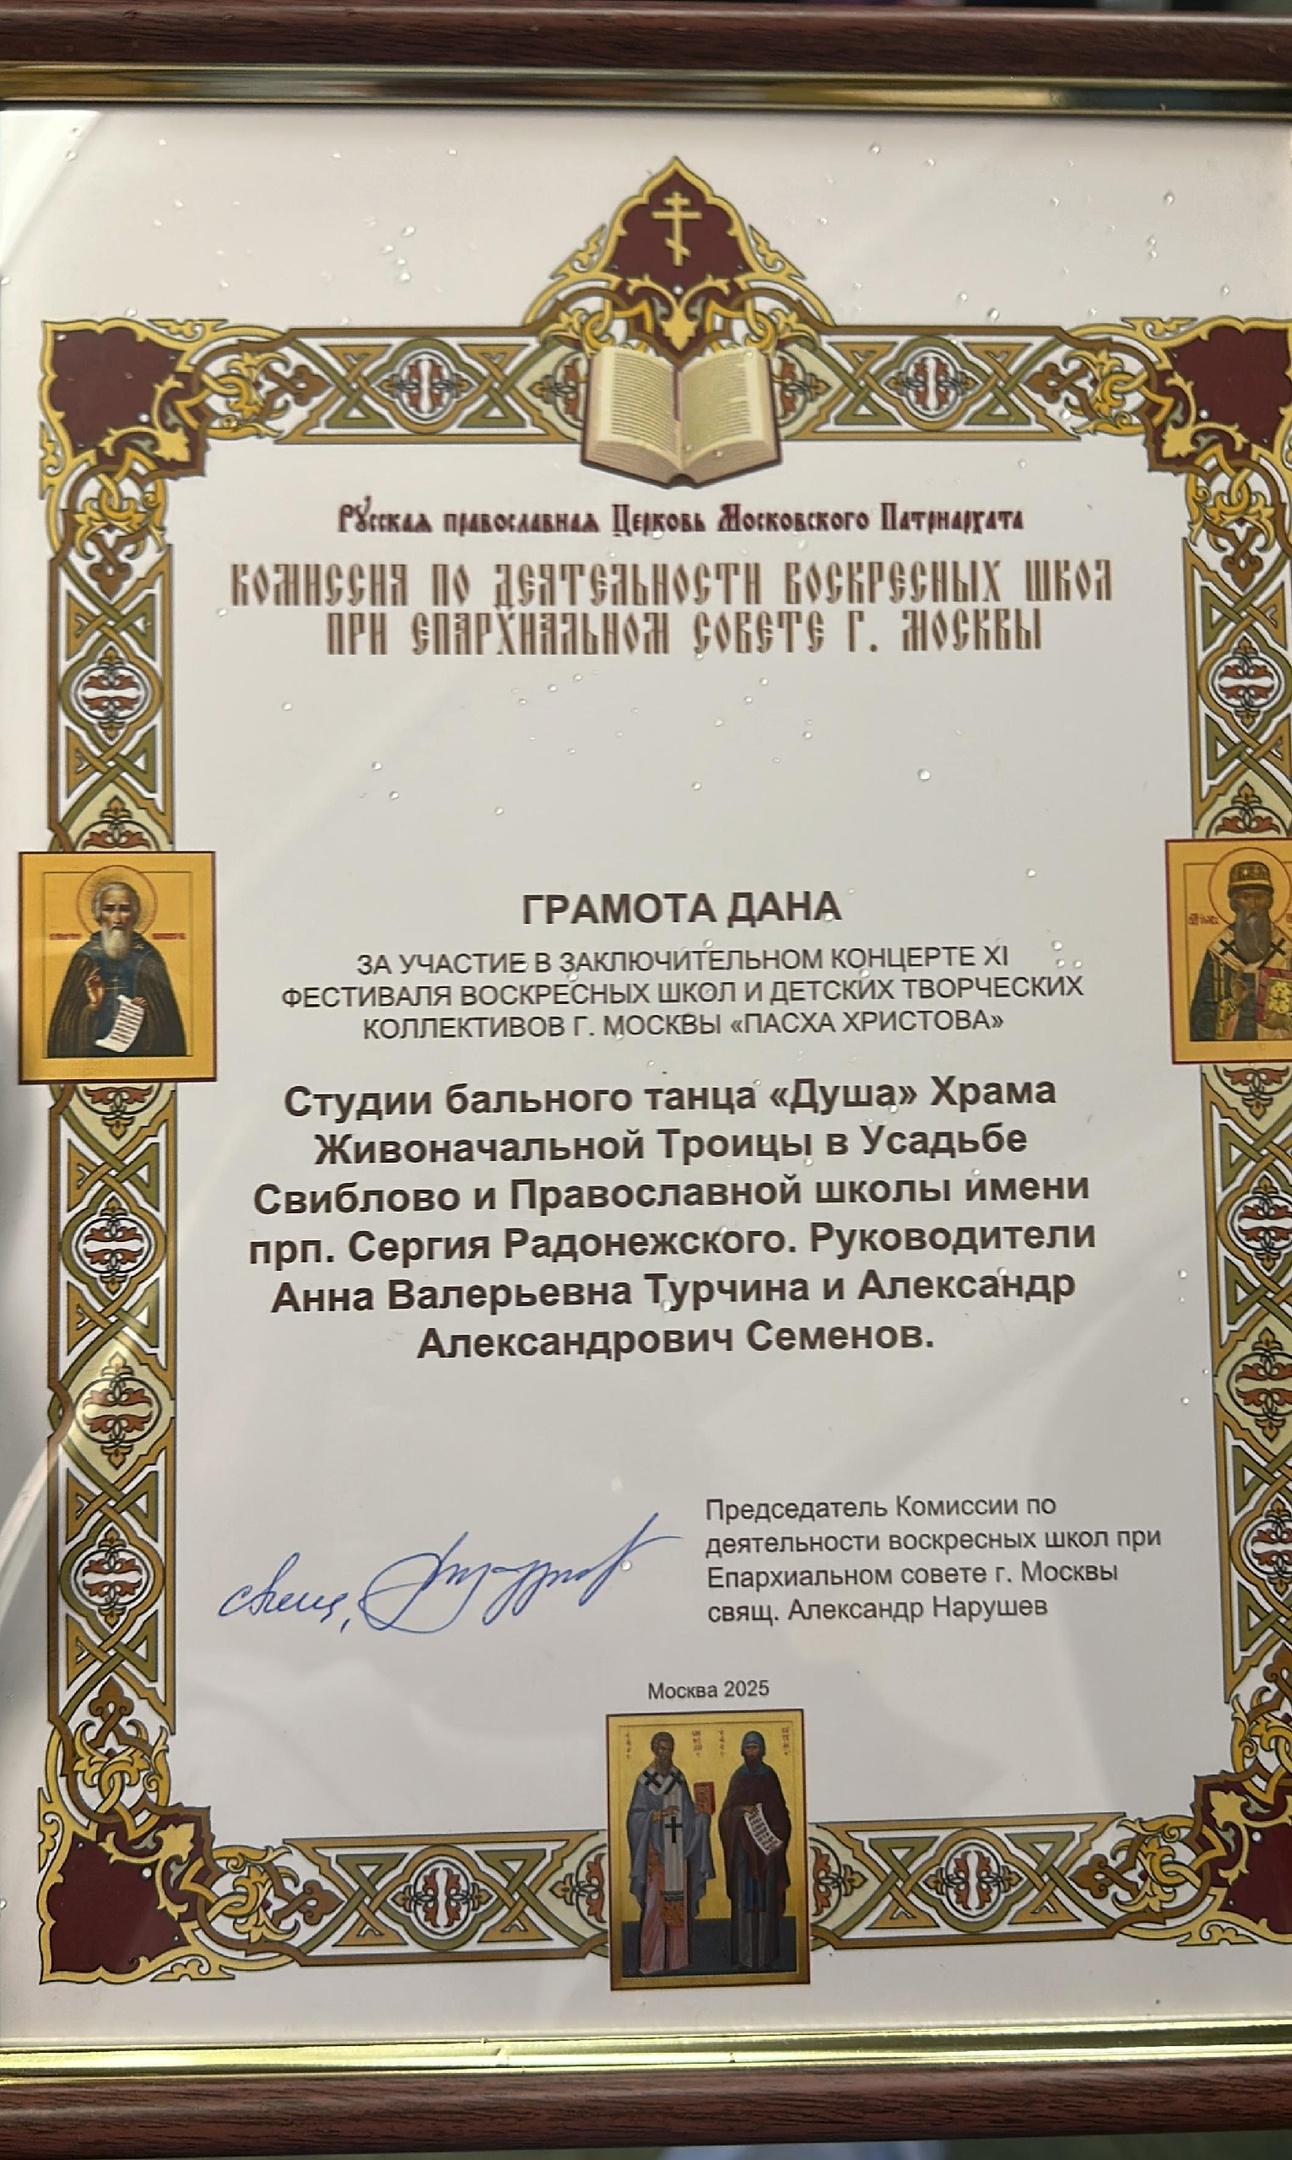 Русская православная Церковь Московского Патриархата
КОМИССИЯ ПО ДЕЯТЕЛЬНОСТИ ВОСКРЕСНЫХ ШКОЛ
ПРИ ЕПАРХИАЛЬНОМ СОВЕТЕ Г. МОСКВЫ
ГРАМОТА ДАНА
ЗА УЧАСТИЕ В ЗАКЛЮЧИТЕЛЬНОМ КОНЦЕРТЕ XI
ФЕСТИВАЛЯ ВОСКРЕСНЫХ ШКОЛ И ДЕТСКИХ ТВОРЧЕСКИХ
КОЛЛЕКТИВОВ Г. МОСКВЫ «ПАСХА ХРИСТОВА»
Студии бального танца «Душа» Храма
Живоначальной Троицы в Усадьбе
Свиблово и Православной школы имени
прп. Сергия Радонежского. Руководители
Анна Валерьевна Турчина и Александр
Александрович Семенов.
Председатель Комиссии по
деятельности воскресных школ при
Епархиальном совете г. Москвы
свящ. Александр Нарушев
Москва 2025